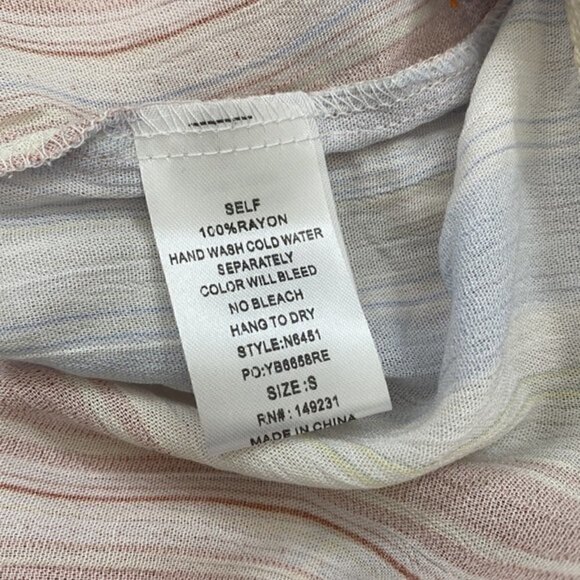 SELF
100%RAYON
HAND WASH COLD WATER
SEPARATELY
COLOR WILL BLEED
NO BLEACH
HANG TO DRY
STYLE:N6451
PO:YB6658RE
SIZE:S
RN#: 149231
MADE IN CHINA